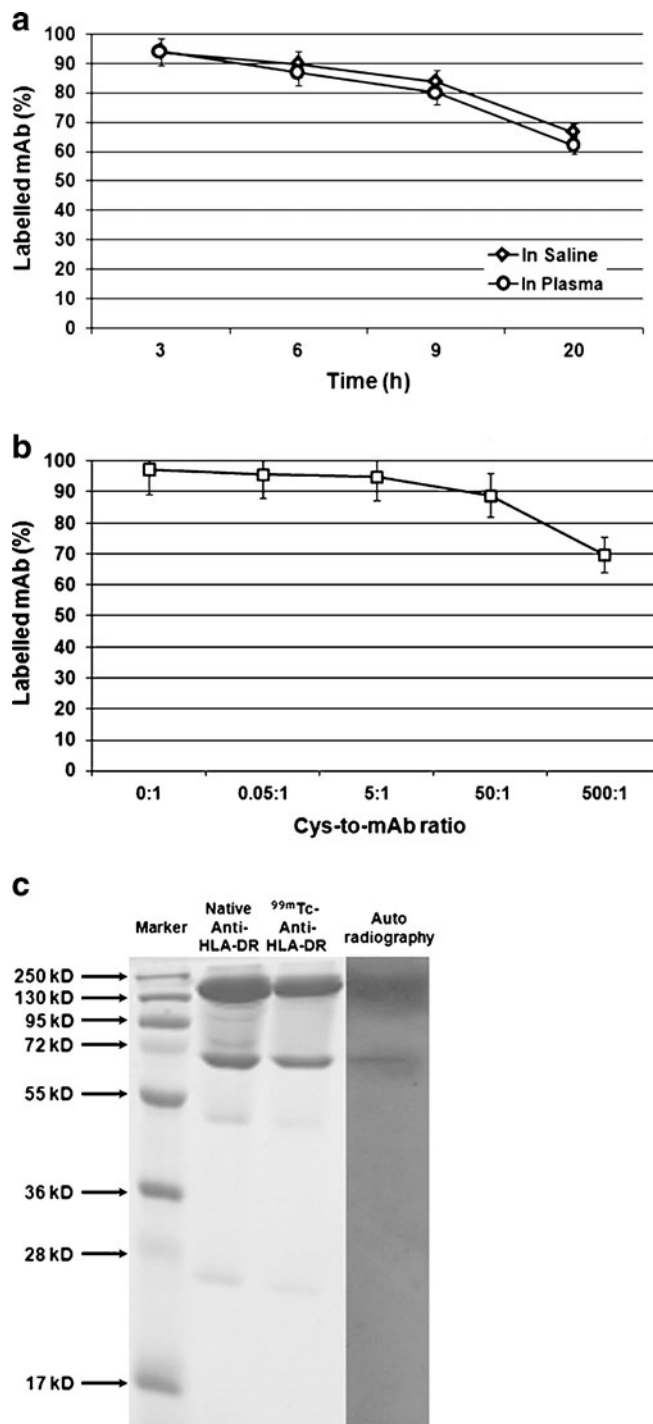 a
100
90
80
70
60
50
40
30
20
10
0
Labelled mAb (%)
In Saline
In Plasma
3 6 9 20
Time (h)
b
100
90
80
70
60
50
40
30
20
10
0
Labelled mAb (%)
0:1 0.05:1 5:1 50:1 500:1
Cys-to-mAb ratio
c
Marker
Native
Anti-
HLA-DR
99mTc-
Anti-
HLA-DR
Auto
radiography
250 kD
130 kD
95 kD
72 kD
55 kD
36 kD
28 kD
17 kD